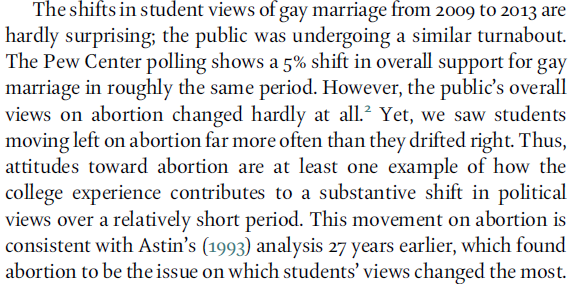 The shifts in student views of gay marriage from 2009 to 2013 are
hardly surprising; the public was undergoing a similar turnabout.
The Pew Center polling shows a 5% shift in overall support for gay
marriage in roughly the same period. However, the public's overall
views on abortion changed hardly at all.² Yet, we saw students
moving left on abortion far more often than they drifted right. Thus,
attitudes toward abortion are at least one example of how the
college experience contributes to a substantive shift in political
views over a relatively short period. This movement on abortion is
consistent with Astin's (1993) analysis 27 years earlier, which found
abortion to be the issue on which students' views changed the most.